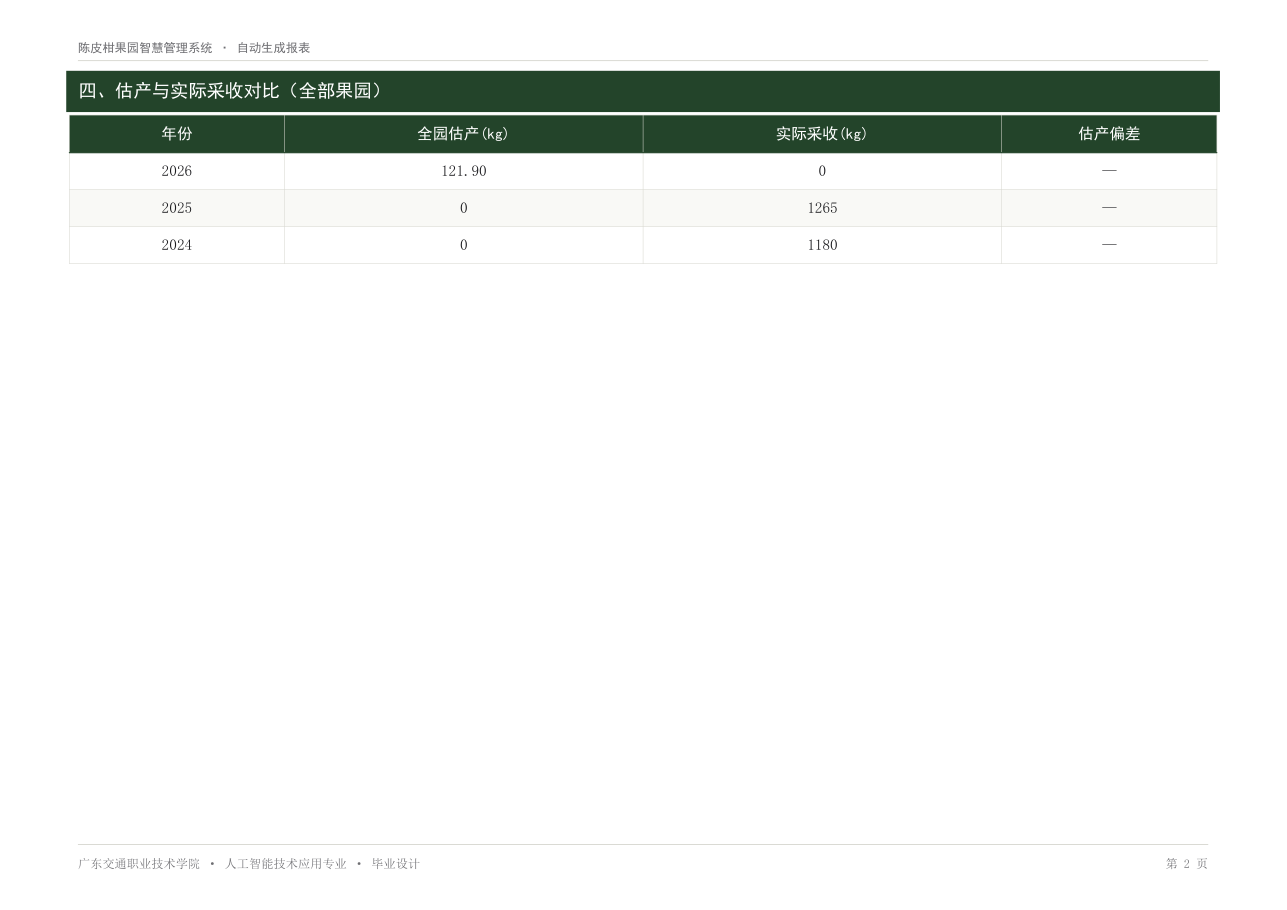 陈皮柑果园智慧管理系统 · 自动生成报表
四、估产与实际采收对比（全部果园）
年份 全园估产(kg) 实际采收(kg) 估产偏差
2026 121.90 0 —
2025 0 1265 —
2024 0 1180 —
广东交通职业技术学院 • 人工智能技术应用专业 • 毕业设计 第 2 页